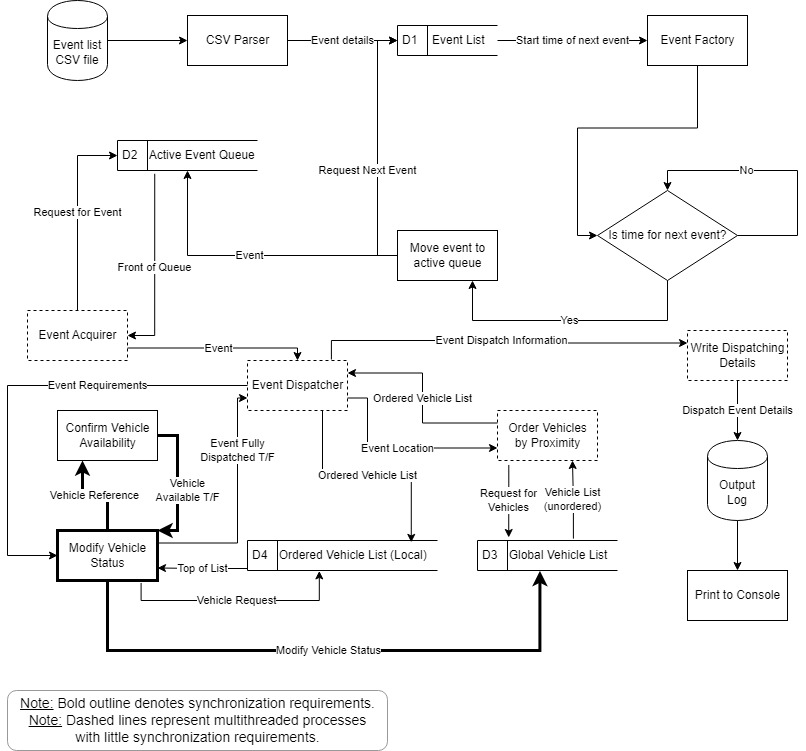 Event list
CSV file
CSV Parser
Event details
D1
Event List
Start time of next event
Event Factory
D2
Active Event Queue
Request Next Event
No
Request for Event
Is time for next event?
Move event to
active queue
Event
Front of Queue
Yes
Event Acquirer
Event
Event Dispatch Information
Write Dispatching
Details
Event Requirements
Event Dispatcher
Ordered Vehicle List
Dispatch Event Details
Confirm Vehicle
Availability
Event Fully
Dispatched T/F
Event Location
Order Vehicles
by Proximity
Vehicle Reference
Vehicle
Available T/F
Ordered Vehicle List
Request for
Vehicles
Vehicle List
(unordered)
Output
Log
Modify Vehicle
Status
Top of List
D4
Ordered Vehicle List (Local)
D3
Global Vehicle List
Vehicle Request
Print to Console
Modify Vehicle Status
Note: Bold outline denotes synchronization requirements.
Note: Dashed lines represent multithreaded processes
with little synchronization requirements.